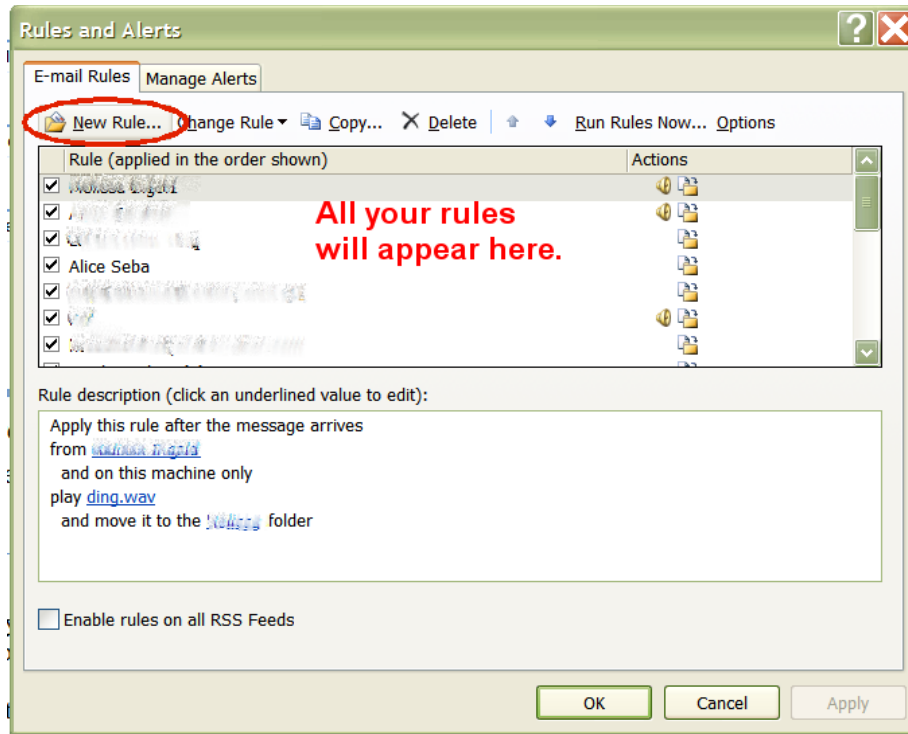 Rules and Alerts
E-mail Rules Manage Alerts
New Rule... Change Rule Copy... Delete Run Rules Now... Options
Rule (applied in the order shown) Actions
All your rules
will appear here.
Alice Seba
Rule description (click an underlined value to edit):
Apply this rule after the message arrives
from
and on this machine only
play ding.wav
and move it to the folder
Enable rules on all RSS Feeds
OK Cancel Apply